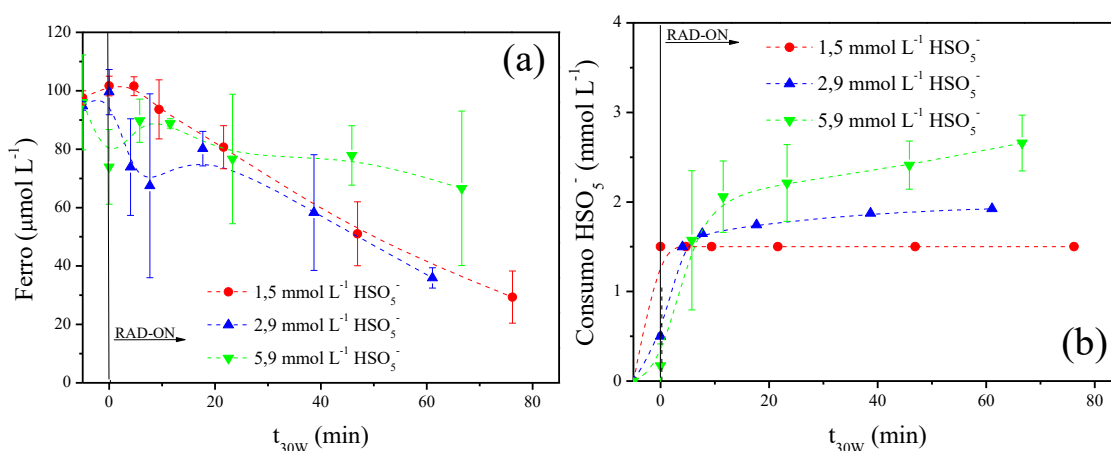 (a)
120
100
80
60
40
20
0
Ferro (µmol L⁻¹)
RAD-ON
1,5 mmol L⁻¹ HSO₅⁻
2,9 mmol L⁻¹ HSO₅⁻
5,9 mmol L⁻¹ HSO₅⁻
0 20 40 60 80
t₃₀W (min)
4
3
2
1
0
Consumo HSO₅⁻ (mmol L⁻¹)
RAD-ON
1,5 mmol L⁻¹ HSO₅⁻
2,9 mmol L⁻¹ HSO₅⁻
5,9 mmol L⁻¹ HSO₅⁻
(b)
0 20 40 60 80
t₃₀W (min)